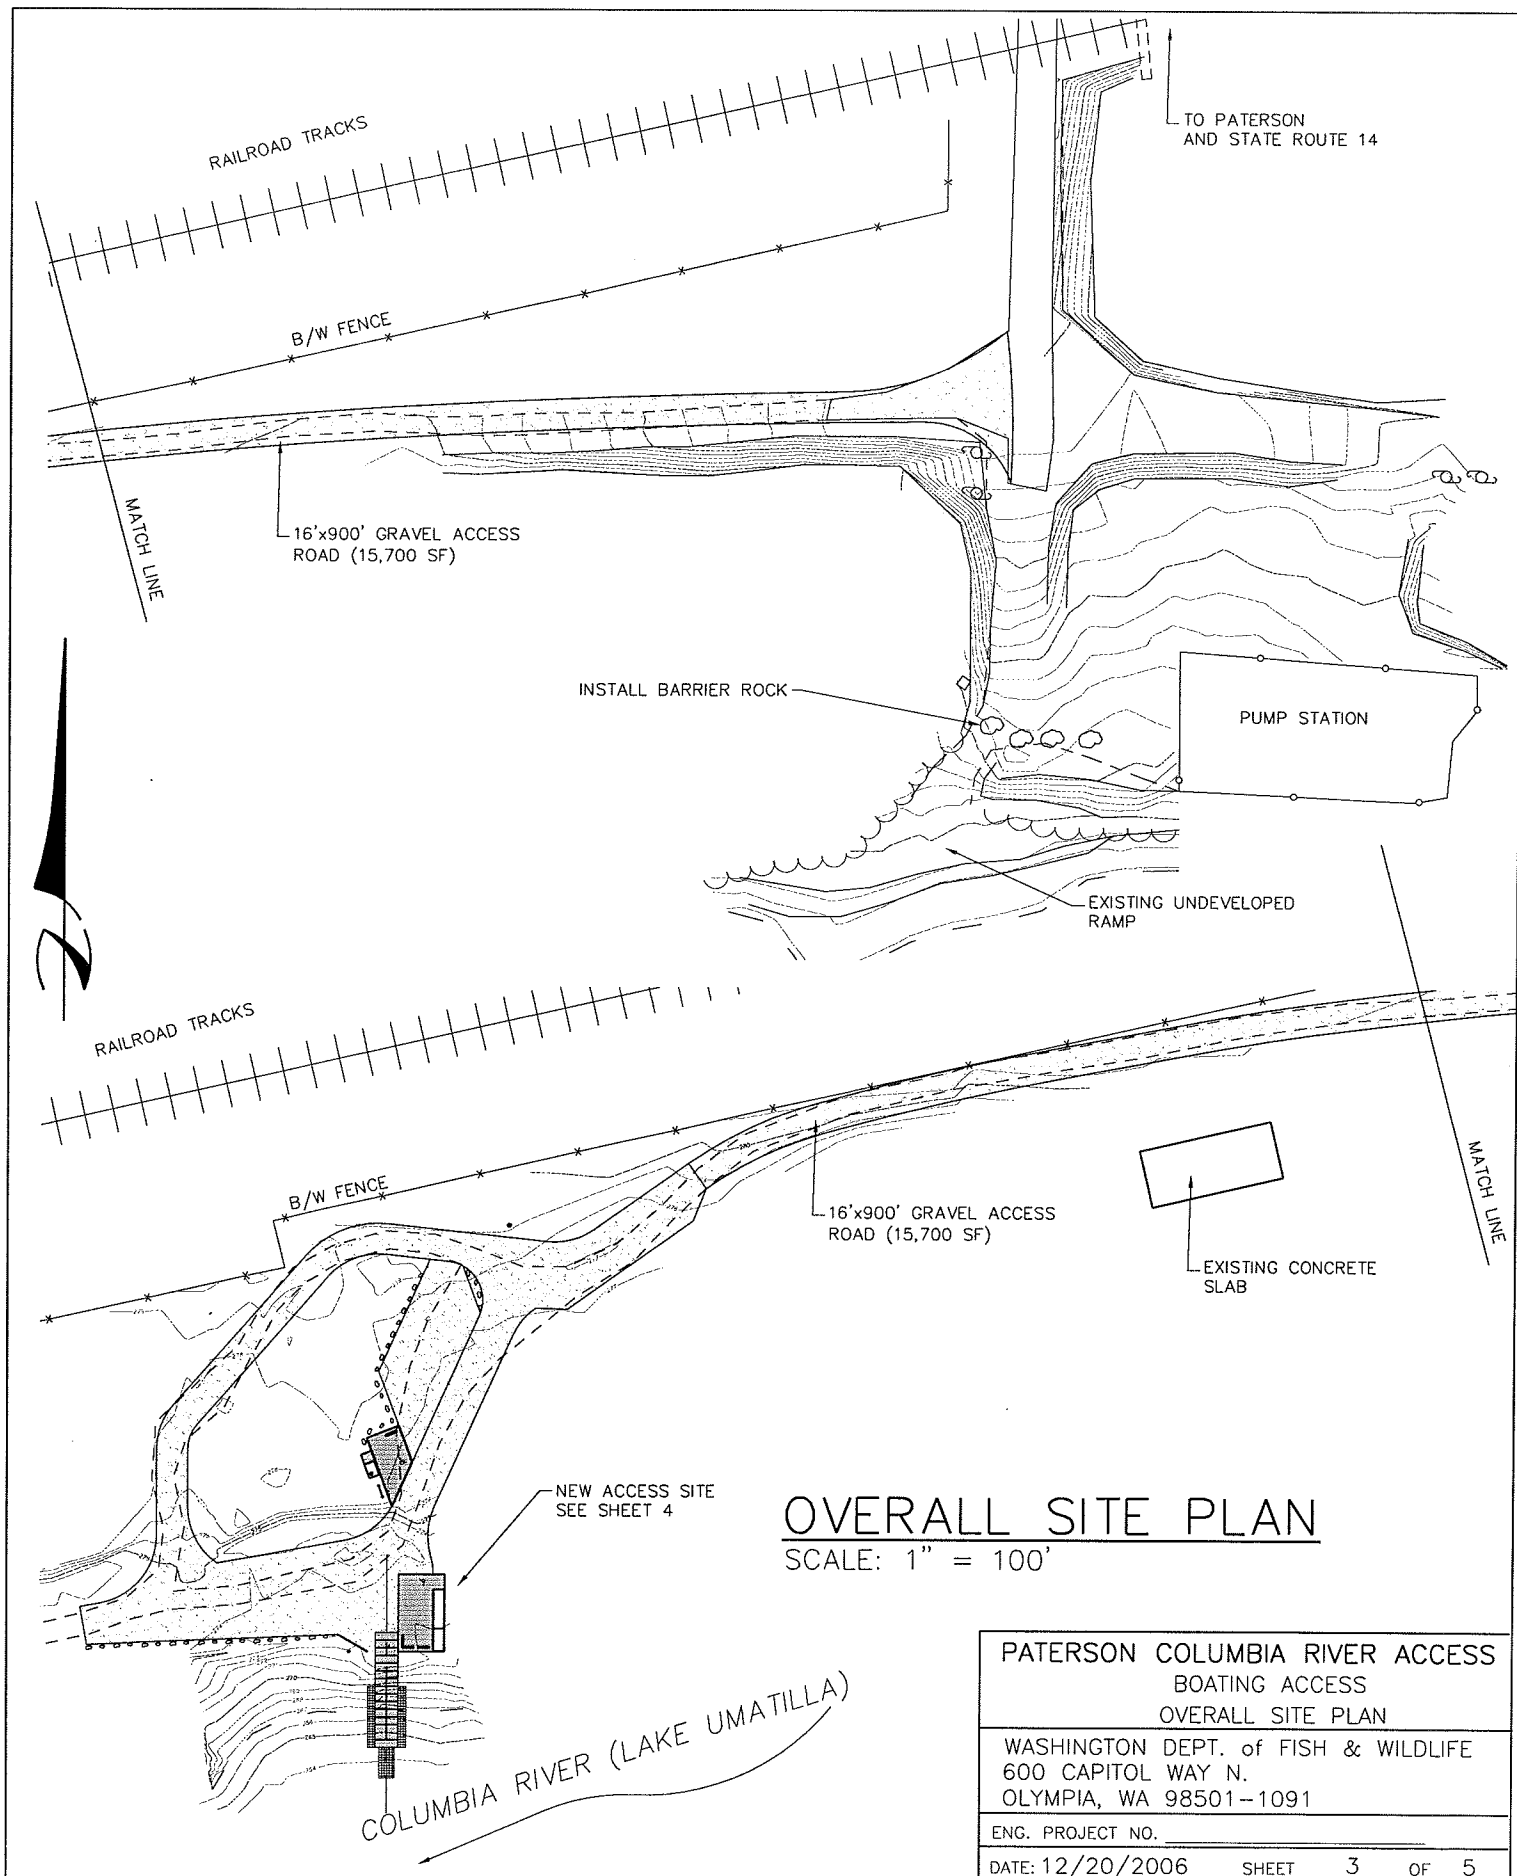 RAILROAD TRACKS
TO PATERSON
AND STATE ROUTE 14
B/W FENCE
MATCH LINE
16'x900' GRAVEL ACCESS
ROAD (15,700 SF)
INSTALL BARRIER ROCK
PUMP STATION
EXISTING UNDEVELOPED
RAMP
Z
RAILROAD TRACKS
B/W FENCE
16'x900' GRAVEL ACCESS
ROAD (15,700 SF)
MATCH LINE
EXISTING CONCRETE
SLAB
NEW ACCESS SITE
SEE SHEET 4
OVERALL SITE PLAN
SCALE: 1" = 100'
COLUMBIA RIVER (LAKE UMATILLA)
PATERSON COLUMBIA RIVER ACCESS
BOATING ACCESS
OVERALL SITE PLAN
WASHINGTON DEPT. of FISH & WILDLIFE
600 CAPITOL WAY N.
OLYMPIA, WA 98501-1091
ENG. PROJECT NO.
DATE: 12/20/2006 SHEET 3 OF 5